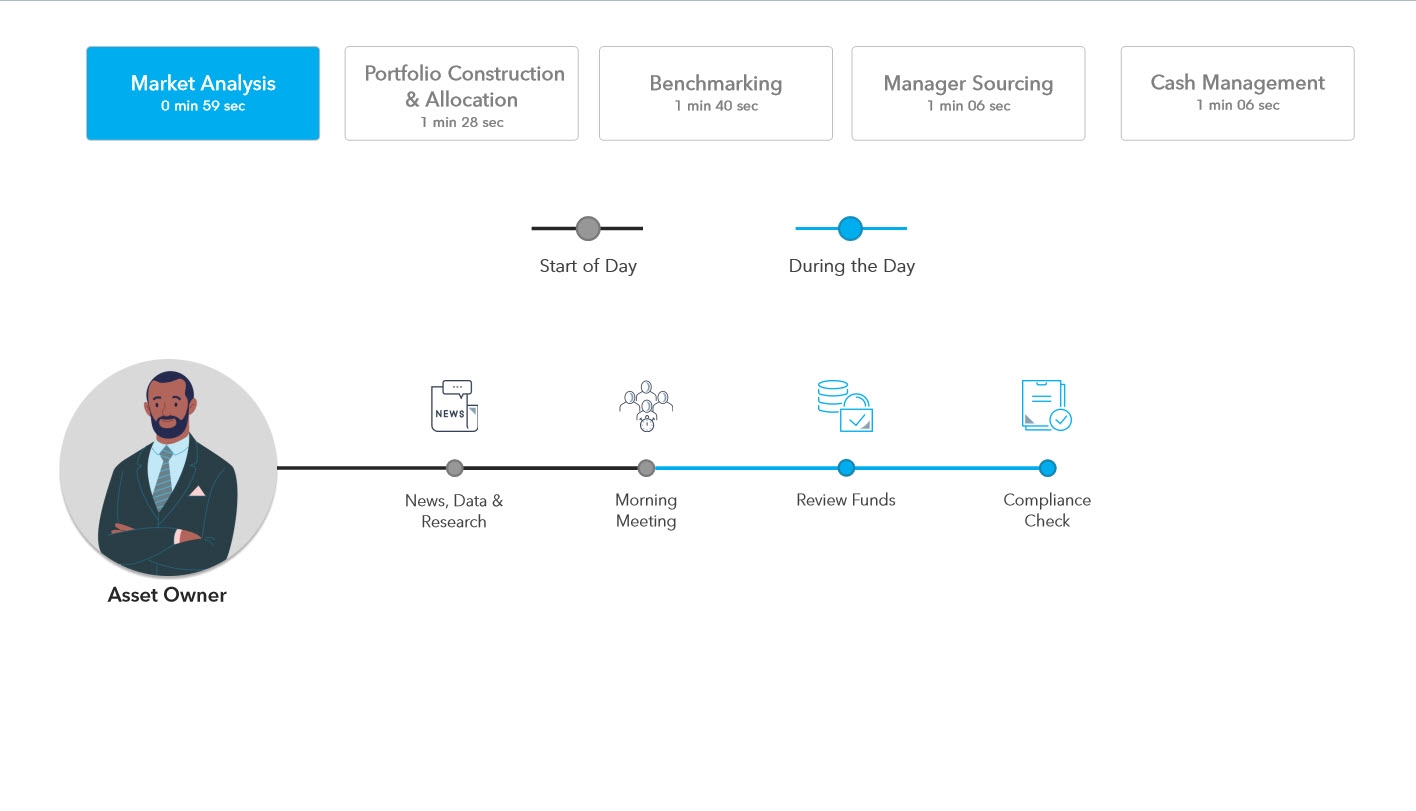 Market Analysis
0 min 59 sec
Portfolio Construction
& Allocation
1 min 28 sec
Benchmarking
1 min 40 sec
Manager Sourcing
1 min 06 sec
Cash Management
1 min 06 sec
Start of Day
During the Day
NEWS
News, Data &
Research
Morning
Meeting
Review Funds
Compliance
Check
Asset Owner